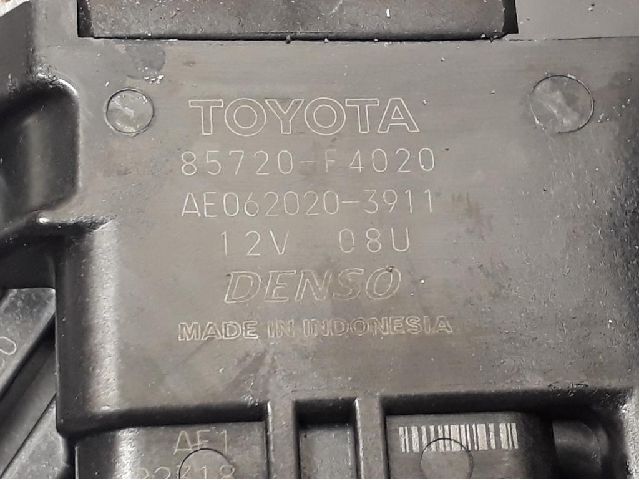 TOYOTA
85720-F4020
AE062020-3911
12V 08U
DENSO
MADE IN INDONESIA
AE1